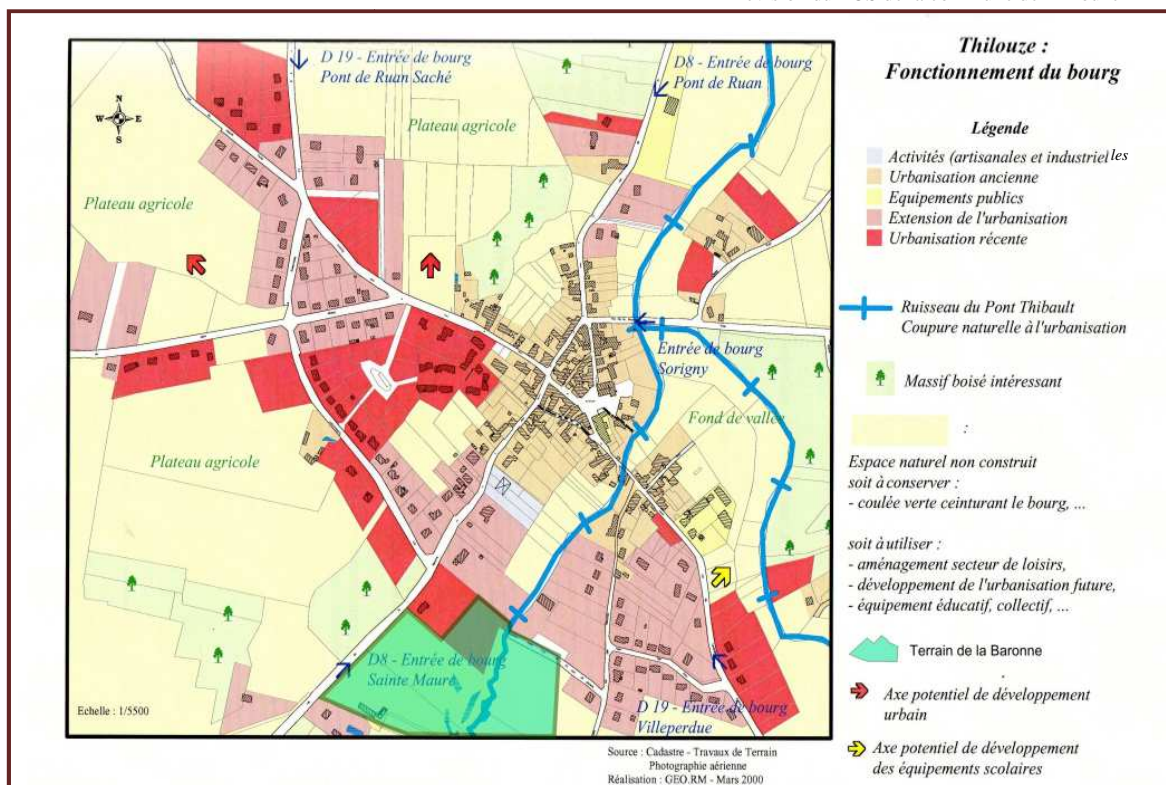 Thilouze :
Fonctionnement du bourg
D 19 - Entrée de bourg
Pont de Ruan Saché
D8 - Entrée de bourg
Pont de Ruan
N
W E
S
Plateau agricole
Plateau agricole
Entrée de bourg
Sorigny
Fond de vallée
Plateau agricole
D8 - Entrée de bourg
Sainte Maure
D 19 - Entrée de bourg
Villeperdue
Echelle : 1/5500
Légende
Activités (artisanales et industrielles
Urbanisation ancienne
Equipements publics
Extension de l'urbanisation
Urbanisation récente
Ruisseau du Pont Thibault
Coupure naturelle à l'urbanisation
Massif boisé intéressant
:
Espace naturel non construit
soit à conserver :
- coulée verte ceinturant le bourg, ...
soit à utiliser :
- aménagement secteur de loisirs,
- développement de l'urbanisation future,
- équipement éducatif, collectif, ...
Terrain de la Baronne
Axe potentiel de développement
urbain
Axe potentiel de développement
des équipements scolaires
Source : Cadastre - Travaux de Terrain
Photographie aérienne
Réalisation : GEO.RM - Mars 2000